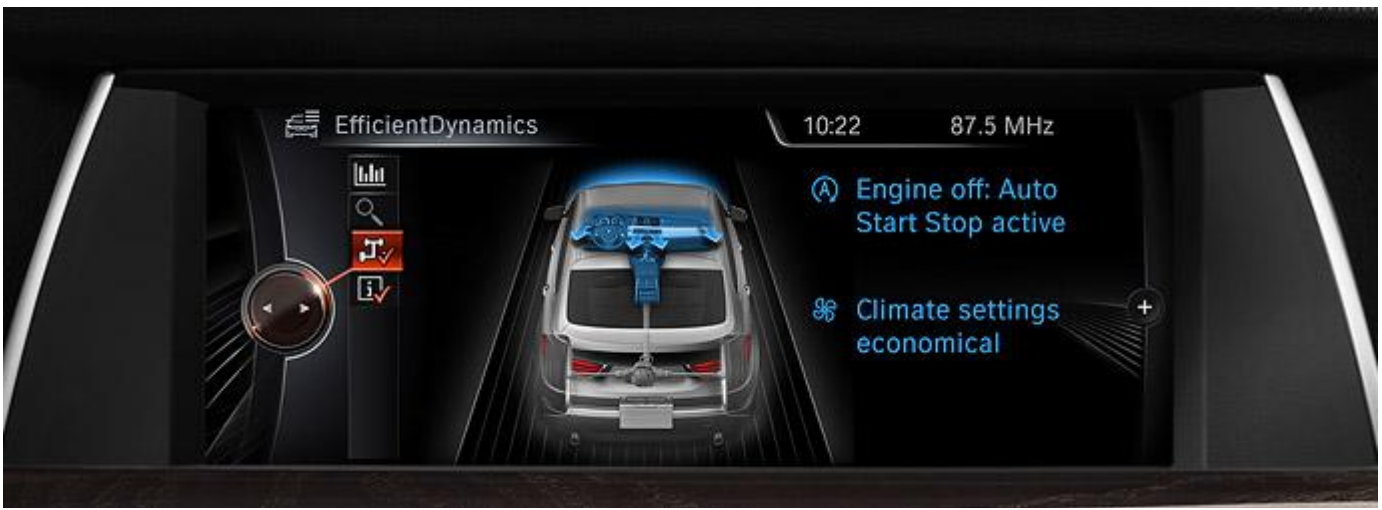 EfficientDynamics
10:22
87.5 MHz
A Engine off: Auto
Start Stop active
Climate settings
economical